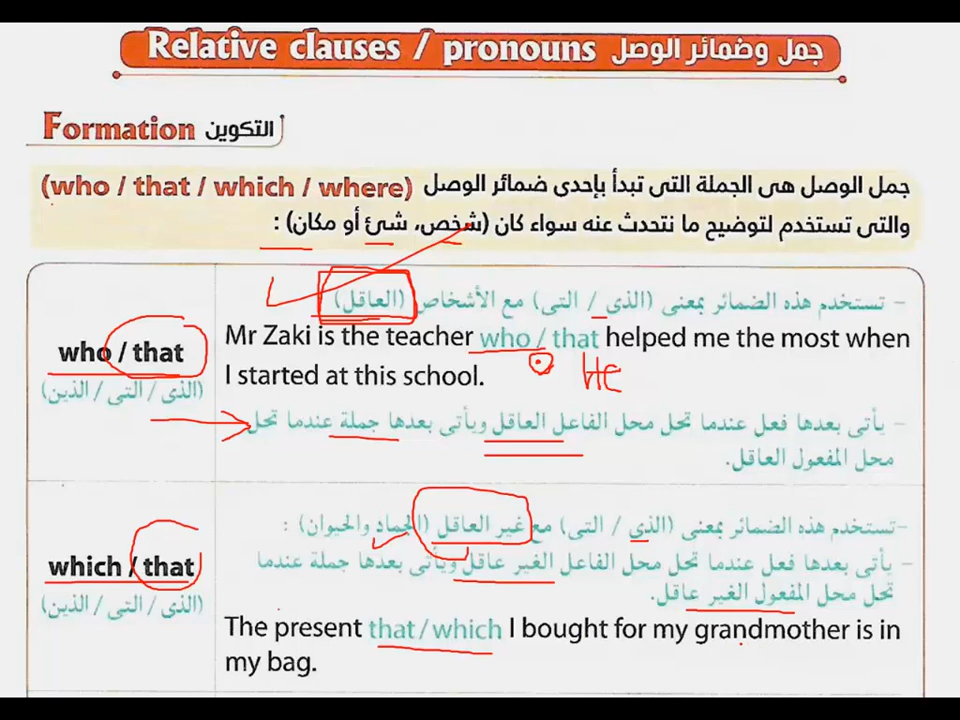 Relative clauses / pronouns جمل وضمائر الوصل
Formation التكوين
جمل الوصل هى الجملة التى تبدأ بإحدى ضمائر الوصل (who / that / which / where)
والتى تستخدم لتوضيح ما نتحدث عنه سواء كان (شخص، شئ أو مكان) :
who / that
(الذى / التى / الذين)
- تستخدم هذه الضمائر بمعنى (الذى / التى) مع الأشخاص (العاقل)
Mr Zaki is the teacher who / that helped me the most when
I started at this school.
He
- يأتى بعدها فعل عندما تحل محل الفاعل العاقل ويأتى بعدها جملة عندما تحل
محل المفعول العاقل.
which / that
(الذى / التى / الذين)
-تستخدم هذه الضمائر بمعنى (الذي / التى) مع غير العاقل (الجماد والحيوان) :
- يأتى بعدها فعل عندما تحل محل الفاعل الغير عاقل ويأتى بعدها جملة عندما
تحل محل المفعول الغير عاقل.
The present that / which I bought for my grandmother is in
my bag.